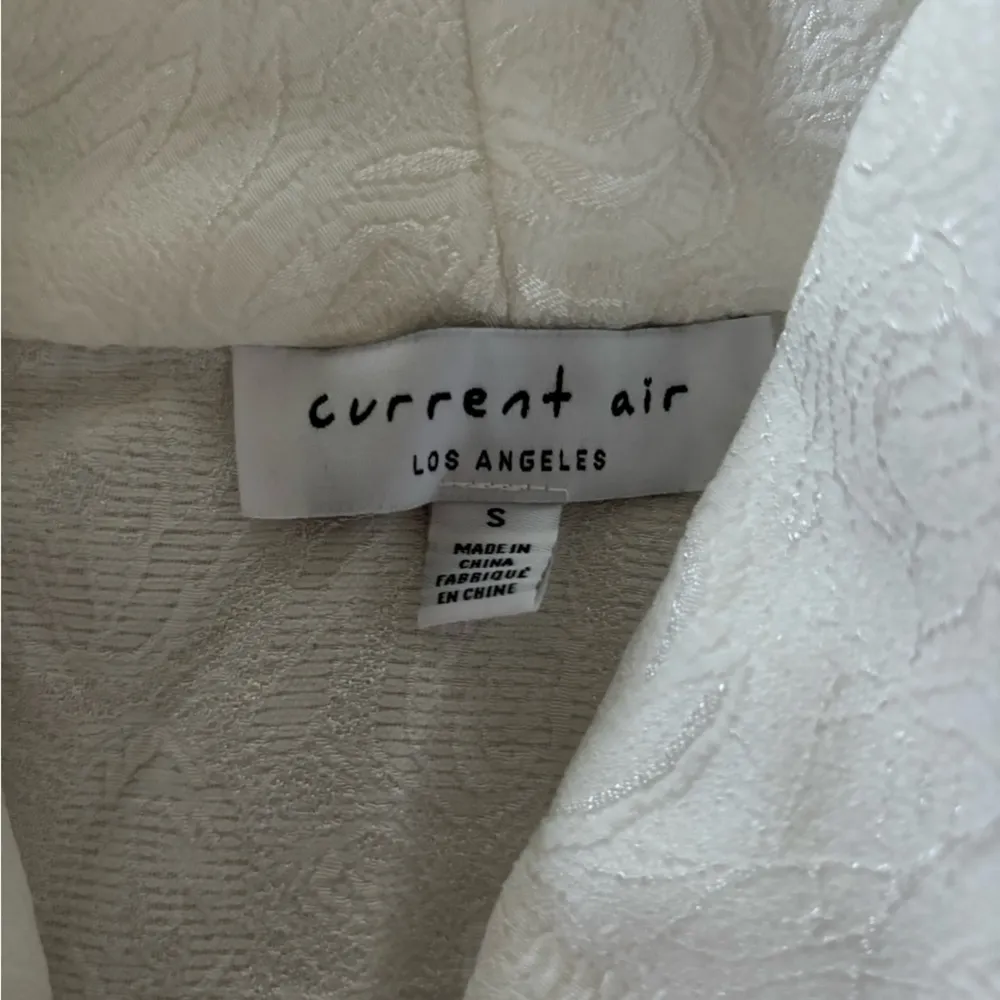 current air
LOS ANGELES
S
MADE IN
CHINA
FABRIQUÉ
EN CHINE